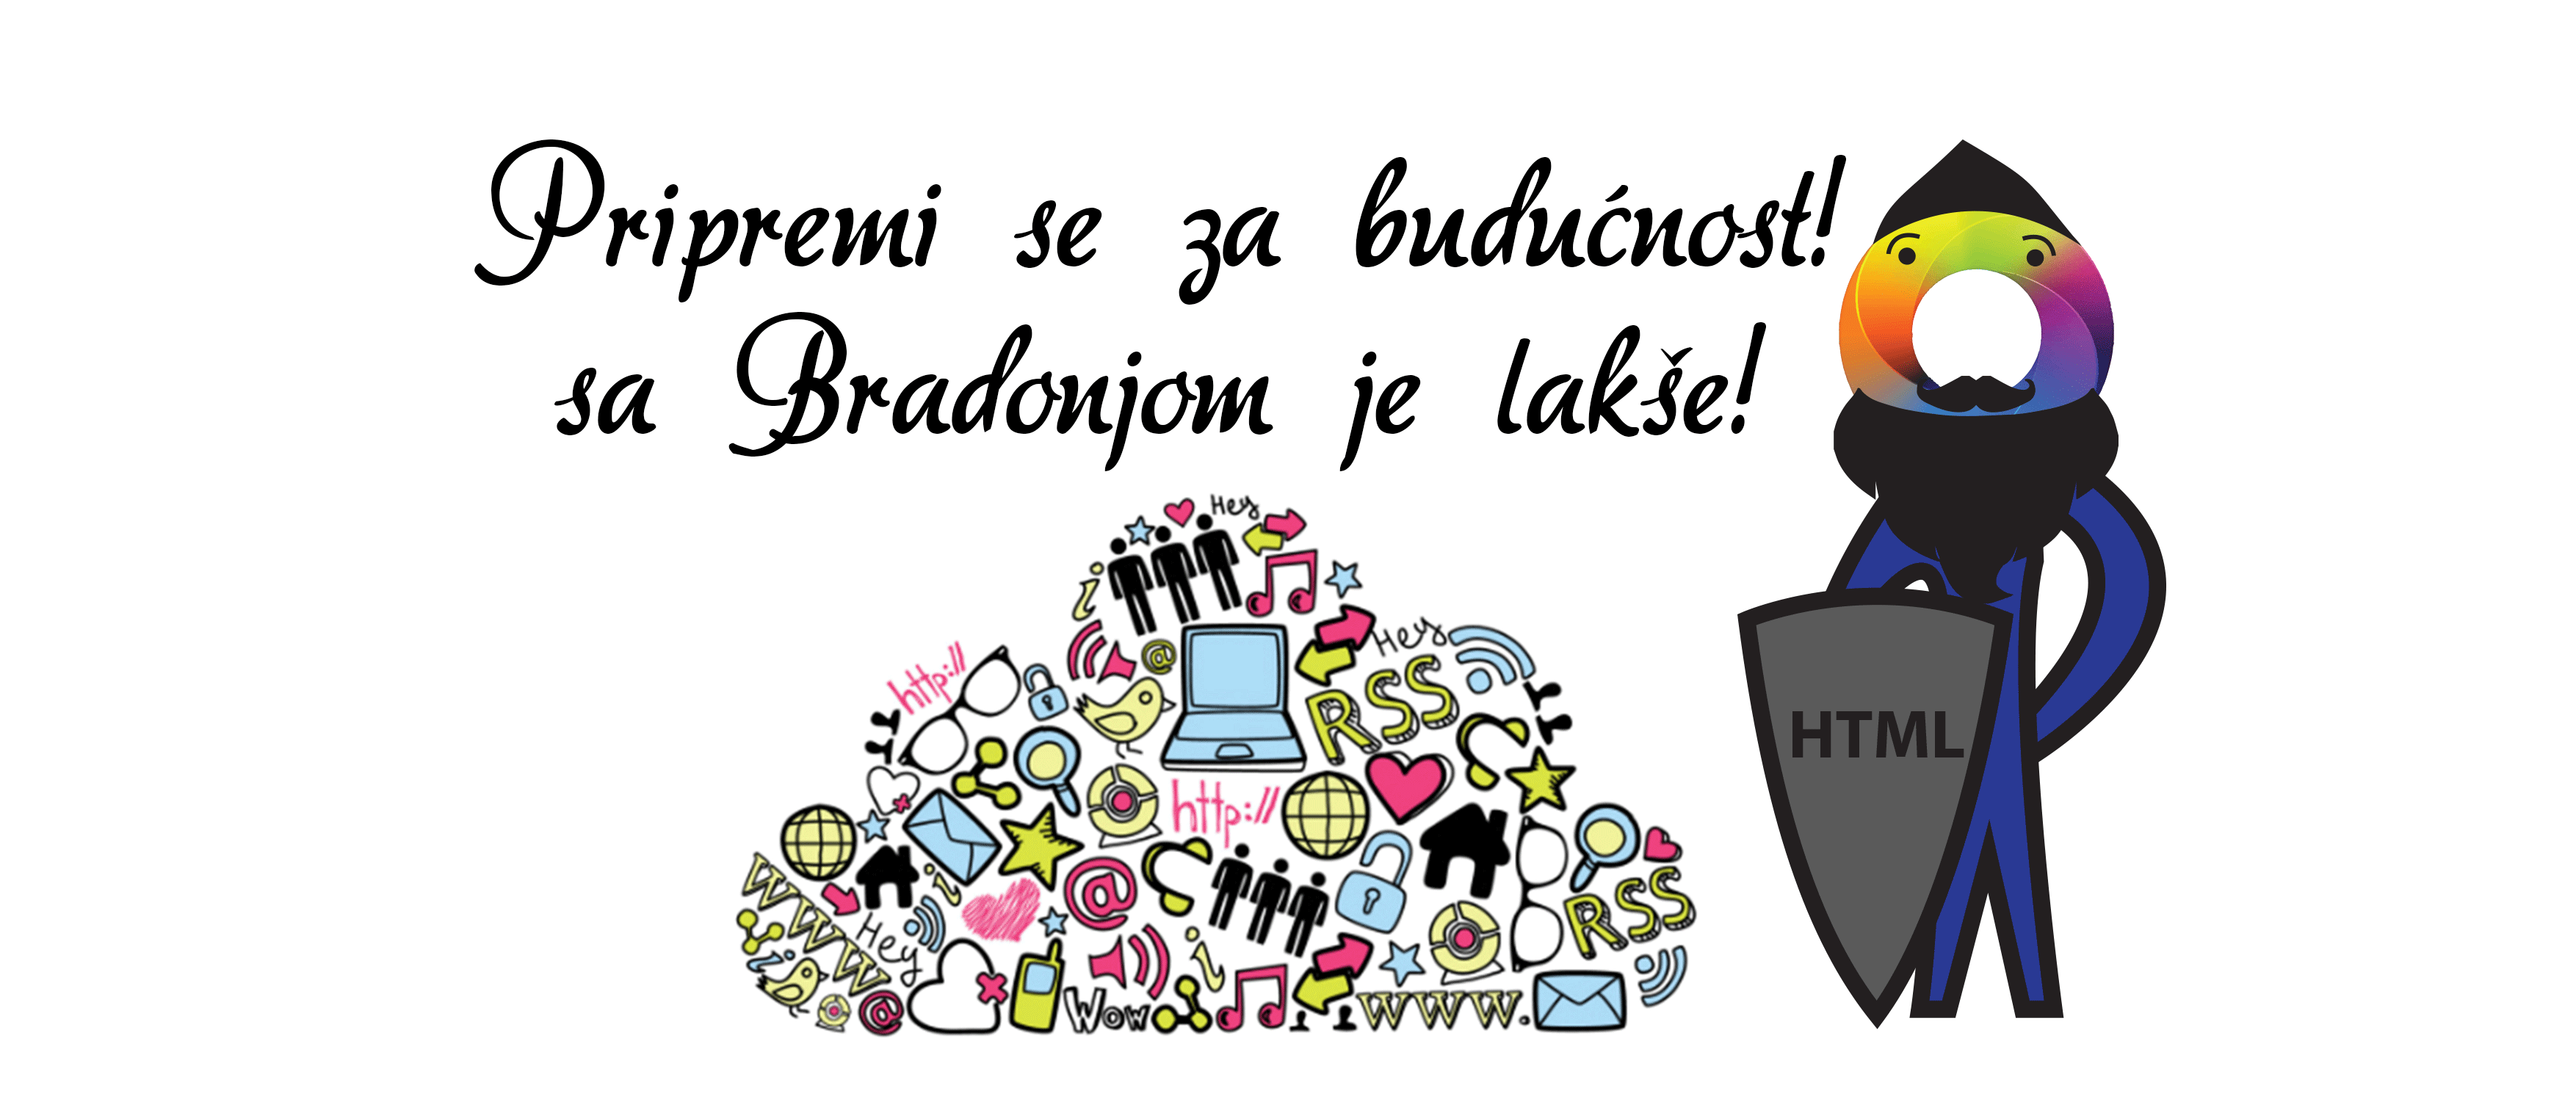 Pripremi se za budućnost!
sa Bradonjom je lakše!
Hey
i
Hey
http://
@
RSS
http://
HTML
i
@
RSS
WWW
Hey
i
i
@
Wow
WWW.